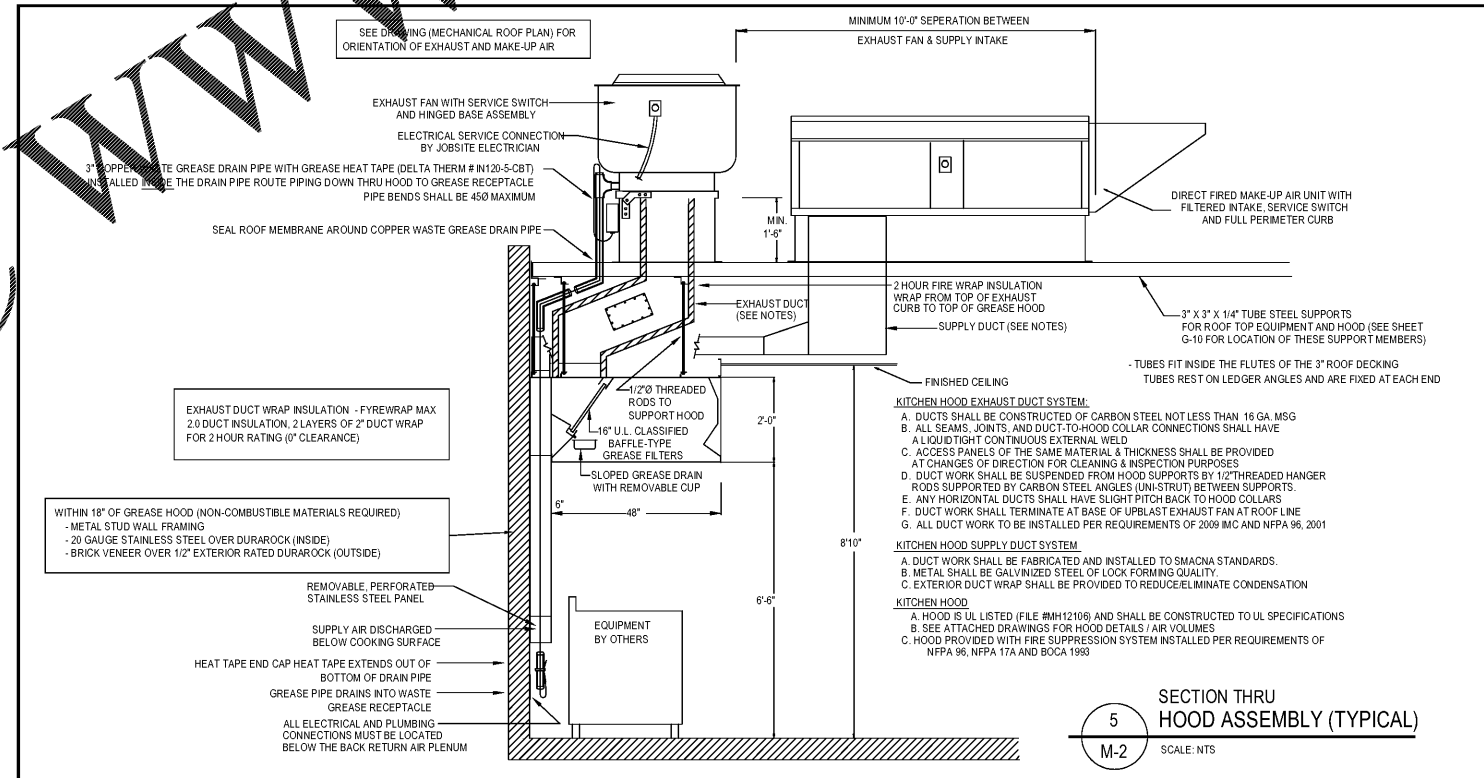 WWW
SEE DRAWING (MECHANICAL ROOF PLAN) FOR
ORIENTATION OF EXHAUST AND MAKE-UP AIR
MINIMUM 10'-0" SEPERATION BETWEEN
EXHAUST FAN & SUPPLY INTAKE
EXHAUST FAN WITH SERVICE SWITCH
AND HINGED BASE ASSEMBLY
ELECTRICAL SERVICE CONNECTION
BY JOBSITE ELECTRICIAN
3" COPPER WASTE GREASE DRAIN PIPE WITH GREASE HEAT TAPE (DELTA THERM # IN120-5-CBT)
INSTALLED INSIDE THE DRAIN PIPE ROUTE PIPING DOWN THRU HOOD TO GREASE RECEPTACLE
PIPE BENDS SHALL BE 45Ø MAXIMUM
SEAL ROOF MEMBRANE AROUND COPPER WASTE GREASE DRAIN PIPE
MIN.
1'-6"
DIRECT FIRED MAKE-UP AIR UNIT WITH
FILTERED INTAKE, SERVICE SWITCH
AND FULL PERIMETER CURB
2 HOUR FIRE WRAP INSULATION
WRAP FROM TOP OF EXHAUST
CURB TO TOP OF GREASE HOOD
EXHAUST DUCT
(SEE NOTES)
SUPPLY DUCT (SEE NOTES)
3" X 3" X 1/4" TUBE STEEL SUPPORTS
FOR ROOF TOP EQUIPMENT AND HOOD (SEE SHEET
G-10 FOR LOCATION OF THESE SUPPORT MEMBERS)
- TUBES FIT INSIDE THE FLUTES OF THE 3" ROOF DECKING
TUBES REST ON LEDGER ANGLES AND ARE FIXED AT EACH END
FINISHED CEILING
EXHAUST DUCT WRAP INSULATION - FYREWRAP MAX
2.0 DUCT INSULATION, 2 LAYERS OF 2" DUCT WRAP
FOR 2 HOUR RATING (0" CLEARANCE)
1/2"Ø THREADED
RODS TO
SUPPORT HOOD
16" U.L. CLASSIFIED
BAFFLE-TYPE
GREASE FILTERS
SLOPED GREASE DRAIN
WITH REMOVABLE CUP
2'-0"
6"
48"
8'10"
6'-6"
WITHIN 18" OF GREASE HOOD (NON-COMBUSTIBLE MATERIALS REQUIRED)
- METAL STUD WALL FRAMING
- 20 GAUGE STAINLESS STEEL OVER DURAROCK (INSIDE)
- BRICK VENEER OVER 1/2" EXTERIOR RATED DURAROCK (OUTSIDE)
REMOVABLE, PERFORATED
STAINLESS STEEL PANEL
SUPPLY AIR DISCHARGED
BELOW COOKING SURFACE
HEAT TAPE END CAP HEAT TAPE EXTENDS OUT OF
BOTTOM OF DRAIN PIPE
GREASE PIPE DRAINS INTO WASTE
GREASE RECEPTACLE
ALL ELECTRICAL AND PLUMBING
CONNECTIONS MUST BE LOCATED
BELOW THE BACK RETURN AIR PLENUM
EQUIPMENT
BY OTHERS
KITCHEN HOOD EXHAUST DUCT SYSTEM:
A. DUCTS SHALL BE CONSTRUCTED OF CARBON STEEL NOT LESS THAN 16 GA. MSG
B. ALL SEAMS, JOINTS, AND DUCT-TO-HOOD COLLAR CONNECTIONS SHALL HAVE
A LIQUIDTIGHT CONTINUOUS EXTERNAL WELD
C. ACCESS PANELS OF THE SAME MATERIAL & THICKNESS SHALL BE PROVIDED
AT CHANGES OF DIRECTION FOR CLEANING & INSPECTION PURPOSES
D. DUCT WORK SHALL BE SUSPENDED FROM HOOD SUPPORTS BY 1/2"THREADED HANGER
RODS SUPPORTED BY CARBON STEEL ANGLES (UNI-STRUT) BETWEEN SUPPORTS.
E. ANY HORIZONTAL DUCTS SHALL HAVE SLIGHT PITCH BACK TO HOOD COLLARS
F. DUCT WORK SHALL TERMINATE AT BASE OF UPBLAST EXHAUST FAN AT ROOF LINE
G. ALL DUCT WORK TO BE INSTALLED PER REQUIREMENTS OF 2009 IMC AND NFPA 96, 2001
KITCHEN HOOD SUPPLY DUCT SYSTEM
A. DUCT WORK SHALL BE FABRICATED AND INSTALLED TO SMACNA STANDARDS.
B. METAL SHALL BE GALVINIZED STEEL OF LOCK FORMING QUALITY.
C. EXTERIOR DUCT WRAP SHALL BE PROVIDED TO REDUCE/ELIMINATE CONDENSATION
KITCHEN HOOD
A. HOOD IS UL LISTED (FILE #MH12106) AND SHALL BE CONSTRUCTED TO UL SPECIFICATIONS
B. SEE ATTACHED DRAWINGS FOR HOOD DETAILS / AIR VOLUMES
C. HOOD PROVIDED WITH FIRE SUPPRESSION SYSTEM INSTALLED PER REQUIREMENTS OF
NFPA 96, NFPA 17A AND BOCA 1993
5
M-2
SECTION THRU
HOOD ASSEMBLY (TYPICAL)
SCALE: NTS